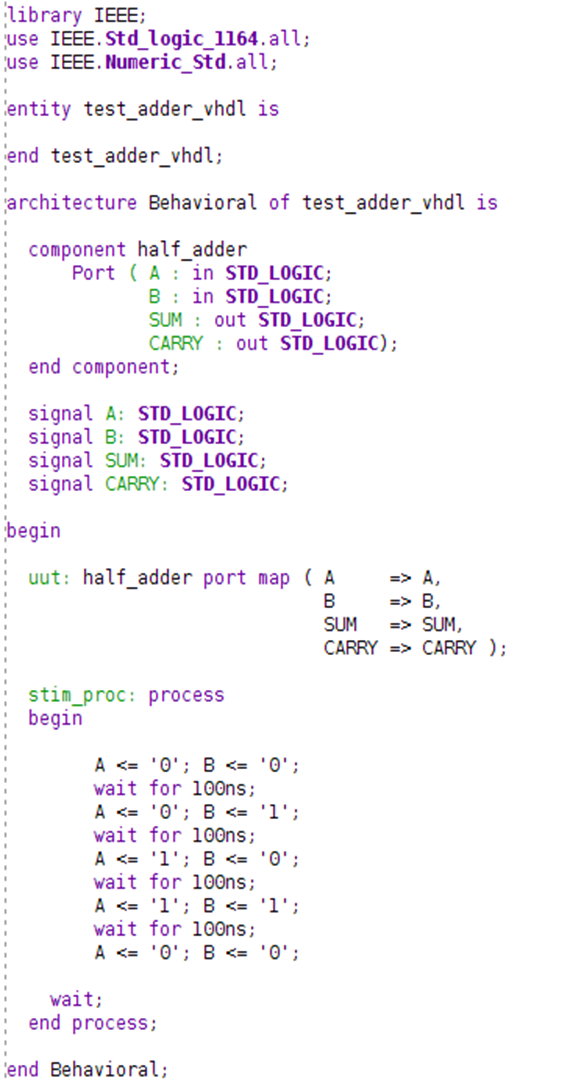 library IEEE;
use IEEE.Std_logic_1164.all;
use IEEE.Numeric_Std.all;
entity test_adder_vhdl is
end test_adder_vhdl;
architecture Behavioral of test_adder_vhdl is
component half_adder
Port ( A : in STD_LOGIC;
B : in STD_LOGIC;
SUM : out STD_LOGIC;
CARRY : out STD_LOGIC);
end component;
signal A: STD_LOGIC;
signal B: STD_LOGIC;
signal SUM: STD_LOGIC;
signal CARRY: STD_LOGIC;
begin
uut: half_adder port map ( A => A,
B => B,
SUM => SUM,
CARRY => CARRY );
stim_proc: process
begin
A <= '0'; B <= '0';
wait for 100ns;
A <= '0'; B <= '1';
wait for 100ns;
A <= '1'; B <= '0';
wait for 100ns;
A <= '1'; B <= '1';
wait for 100ns;
A <= '0'; B <= '0';
wait;
end process;
end Behavioral;